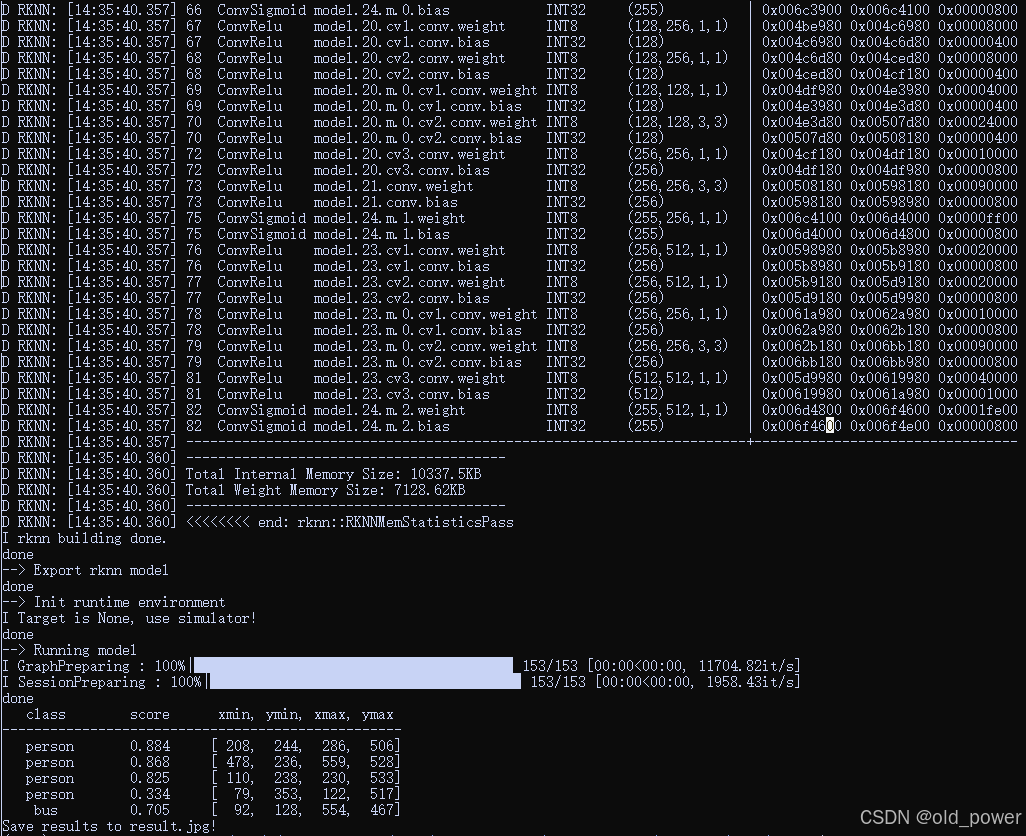 D RKNN: [14:35:40.357] 66  ConvSigmoid model.24.m.0.bias             INT32     (255)           | 0x006c3900 0x006c4100 0x00000800
D RKNN: [14:35:40.357] 67  ConvRelu    model.20.cv1.conv.weight      INT8      (128,256,1,1)   | 0x004be980 0x004c6980 0x00008000
D RKNN: [14:35:40.357] 67  ConvRelu    model.20.cv1.conv.bias        INT32     (128)           | 0x004c6980 0x004c6d80 0x00000400
D RKNN: [14:35:40.357] 68  ConvRelu    model.20.cv2.conv.weight      INT8      (128,256,1,1)   | 0x004c6d80 0x004ced80 0x00008000
D RKNN: [14:35:40.357] 68  ConvRelu    model.20.cv2.conv.bias        INT32     (128)           | 0x004ced80 0x004cf180 0x00000400
D RKNN: [14:35:40.357] 69  ConvRelu    model.20.m.0.cv1.conv.weight  INT8      (128,128,1,1)   | 0x004df980 0x004e3980 0x00004000
D RKNN: [14:35:40.357] 69  ConvRelu    model.20.m.0.cv1.conv.bias    INT32     (128)           | 0x004e3980 0x004e3d80 0x00000400
D RKNN: [14:35:40.357] 70  ConvRelu    model.20.m.0.cv2.conv.weight  INT8      (128,128,3,3)   | 0x004e3d80 0x00507d80 0x00024000
D RKNN: [14:35:40.357] 70  ConvRelu    model.20.m.0.cv2.conv.bias    INT32     (128)           | 0x00507d80 0x00508180 0x00000400
D RKNN: [14:35:40.357] 72  ConvRelu    model.20.cv3.conv.weight      INT8      (256,256,1,1)   | 0x004cf180 0x004df180 0x00010000
D RKNN: [14:35:40.357] 72  ConvRelu    model.20.cv3.conv.bias        INT32     (256)           | 0x004df180 0x004df980 0x00000800
D RKNN: [14:35:40.357] 73  ConvRelu    model.21.conv.weight          INT8      (256,256,3,3)   | 0x00508180 0x00598180 0x00090000
D RKNN: [14:35:40.357] 73  ConvRelu    model.21.conv.bias            INT32     (256)           | 0x00598180 0x00598980 0x00000800
D RKNN: [14:35:40.357] 75  ConvSigmoid model.24.m.1.weight           INT8      (255,256,1,1)   | 0x006c4100 0x006d4000 0x0000ff00
D RKNN: [14:35:40.357] 75  ConvSigmoid model.24.m.1.bias             INT32     (255)           | 0x006d4000 0x006d4800 0x00000800
D RKNN: [14:35:40.357] 76  ConvRelu    model.23.cv1.conv.weight      INT8      (256,512,1,1)   | 0x00598980 0x005b8980 0x00020000
D RKNN: [14:35:40.357] 76  ConvRelu    model.23.cv1.conv.bias        INT32     (256)           | 0x005b8980 0x005b9180 0x00000800
D RKNN: [14:35:40.357] 77  ConvRelu    model.23.cv2.conv.weight      INT8      (256,512,1,1)   | 0x005b9180 0x005d9180 0x00020000
D RKNN: [14:35:40.357] 77  ConvRelu    model.23.cv2.conv.bias        INT32     (256)           | 0x005d9180 0x005d9980 0x00000800
D RKNN: [14:35:40.357] 78  ConvRelu    model.23.m.0.cv1.conv.weight  INT8      (256,256,1,1)   | 0x0061a980 0x0062a980 0x00010000
D RKNN: [14:35:40.357] 78  ConvRelu    model.23.m.0.cv1.conv.bias    INT32     (256)           | 0x0062a980 0x0062b180 0x00000800
D RKNN: [14:35:40.357] 79  ConvRelu    model.23.m.0.cv2.conv.weight  INT8      (256,256,3,3)   | 0x0062b180 0x006bb180 0x00090000
D RKNN: [14:35:40.357] 79  ConvRelu    model.23.m.0.cv2.conv.bias    INT32     (256)           | 0x006bb180 0x006bb980 0x00000800
D RKNN: [14:35:40.357] 81  ConvRelu    model.23.cv3.conv.weight      INT8      (512,512,1,1)   | 0x005d9980 0x00619980 0x00040000
D RKNN: [14:35:40.357] 81  ConvRelu    model.23.cv3.conv.bias        INT32     (512)           | 0x00619980 0x0061a980 0x00001000
D RKNN: [14:35:40.357] 82  ConvSigmoid model.24.m.2.weight           INT8      (255,512,1,1)   | 0x006d4800 0x006f4600 0x0001fe00
D RKNN: [14:35:40.357] 82  ConvSigmoid model.24.m.2.bias             INT32     (255)           | 0x006f4600 0x006f4e00 0x00000800
D RKNN: [14:35:40.357] ----------------------------------------------------------------------+---------------------------------
D RKNN: [14:35:40.360] ----------------------------------------
D RKNN: [14:35:40.360] Total Internal Memory Size: 10337.5KB
D RKNN: [14:35:40.360] Total Weight Memory Size: 7128.62KB
D RKNN: [14:35:40.360] ----------------------------------------
D RKNN: [14:35:40.360] <<<<<<<< end: rknn::RKNNMemStatisticsPass
I rknn building done.
done
--> Export rknn model
done
--> Init runtime environment
I Target is None, use simulator!
done
--> Running model
I GraphPreparing : 100%| 153/153 [00:00<00:00, 11704.82it/s]
I SessionPreparing : 100%| 153/153 [00:00<00:00, 1958.43it/s]
done
   class        score      xmin, ymin, xmax, ymax
--------------------------------------------------
   person       0.884     [ 208,  244,  286,  506]
   person       0.868     [ 478,  236,  559,  528]
   person       0.825     [ 110,  238,  230,  533]
   person       0.334     [  79,  353,  122,  517]
    bus         0.705     [  92,  128,  554,  467]
Save results to result.jpg!
CSDN @old_power